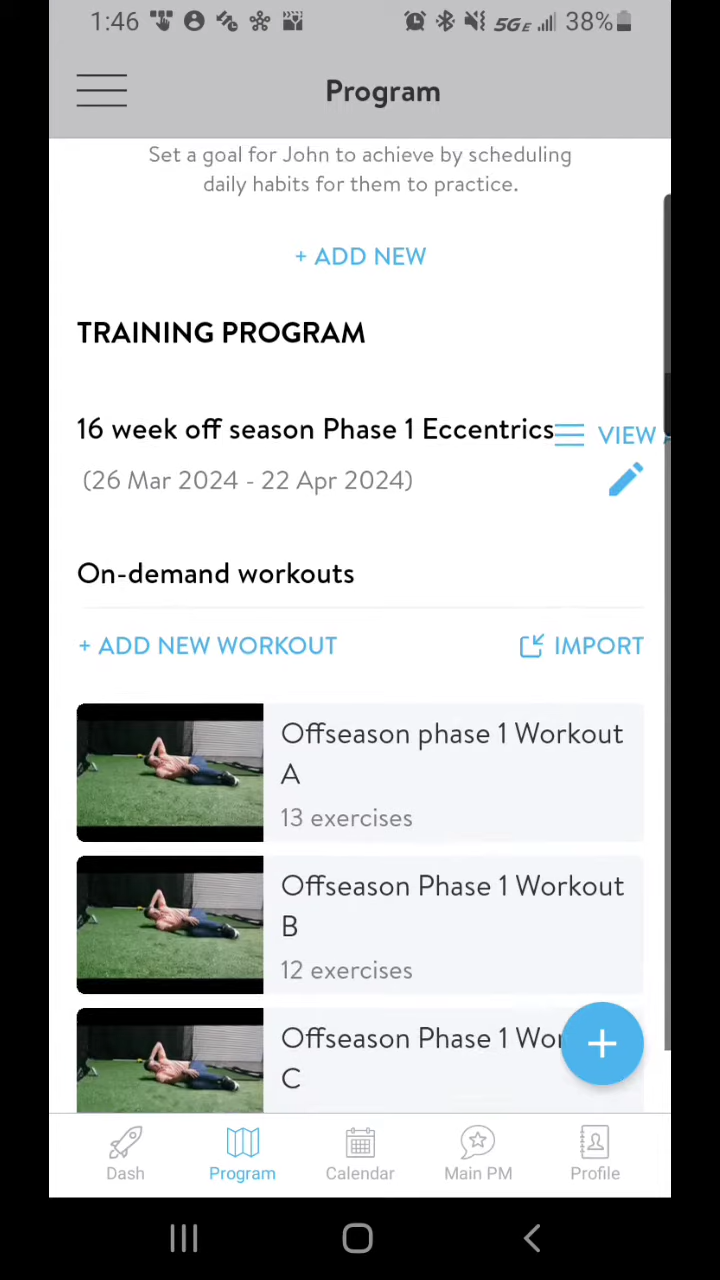 1:46
5GE
38%
Program
Set a goal for John to achieve by scheduling
daily habits for them to practice.
+ ADD NEW
TRAINING PROGRAM
16 week off season Phase 1 Eccentrics
VIEW
(26 Mar 2024 - 22 Apr 2024)
On-demand workouts
+ ADD NEW WORKOUT
IMPORT
Offseason phase 1 Workout
A
13 exercises
Offseason Phase 1 Workout
B
12 exercises
Offseason Phase 1
C
Dash
Program
Calendar
Main PM
Profile